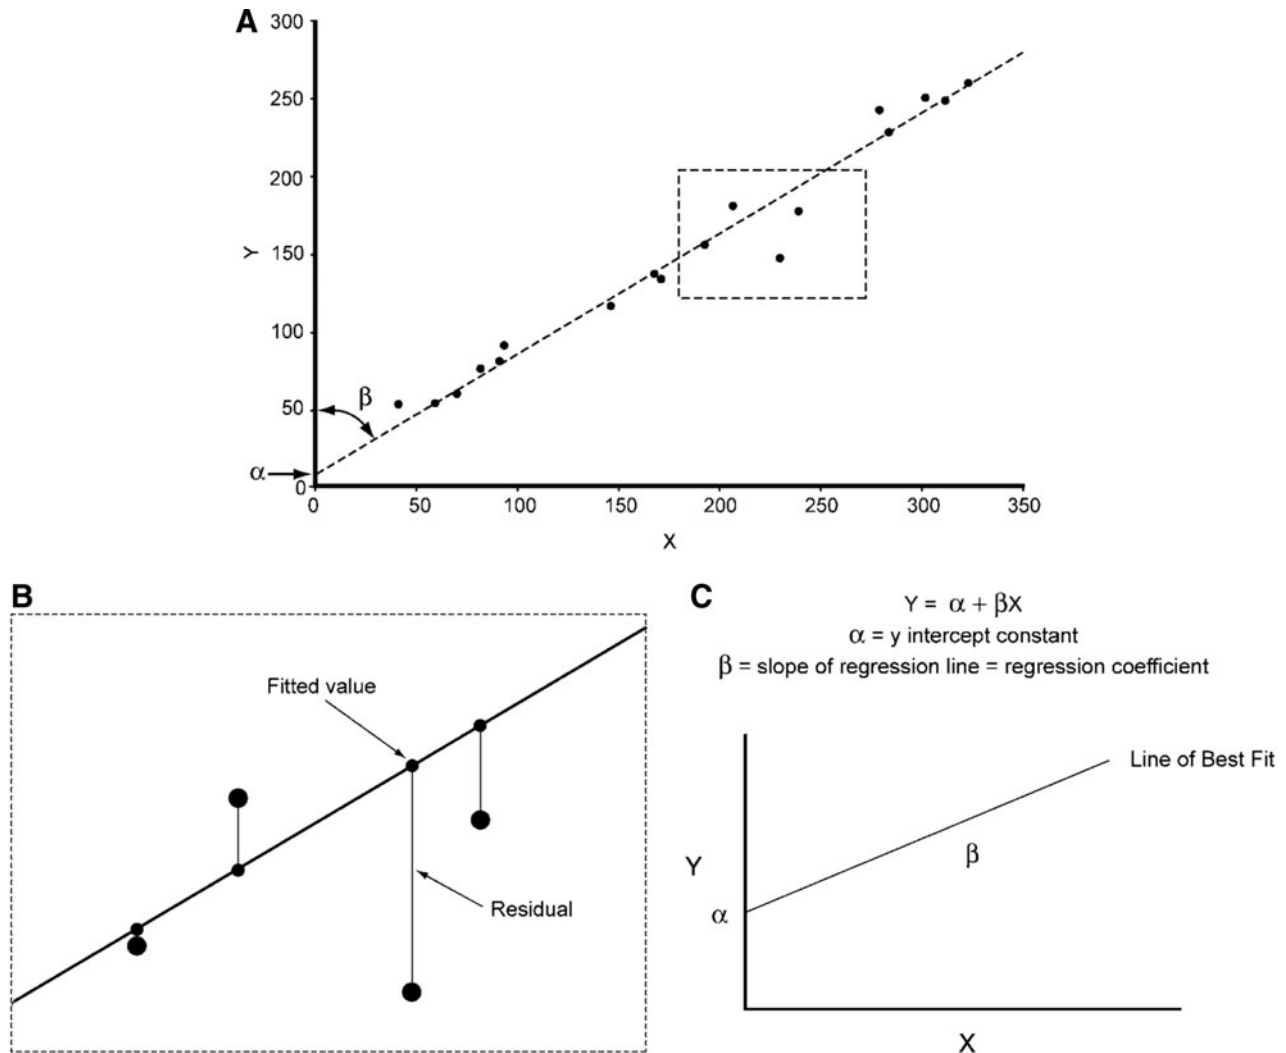 A
300
250
200
Y
150
100
β
50
α
0
0 50 100 150 200 250 300 350
X
B
Fitted value
Residual
C
Y = α + βX
α = y intercept constant
β = slope of regression line = regression coefficient
Line of Best Fit
β
Y
α
X